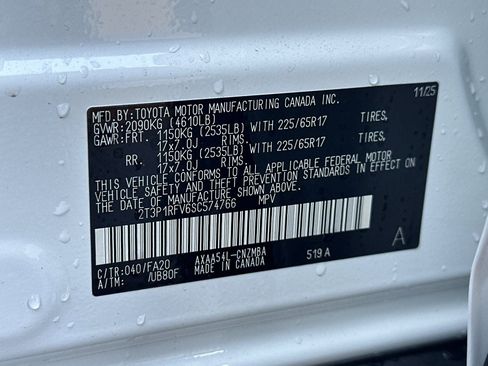 MFD.BY:TOYOTA MOTOR MANUFACTURING CANADA INC. 11/25
GVWR:2090KG (4610LB)
GAWR:FRT. 1150KG (2535LB) WITH 225/65R17 TIRES,
17x7.0J RIMS,
RR. 1150KG (2535LB) WITH 225/65R17 TIRES,
17x7.0J RIMS,
THIS VEHICLE CONFORMS TO ALL APPLICABLE FEDERAL MOTOR
VEHICLE SAFETY AND THEFT PREVENTION STANDARDS IN EFFECT ON
THE DATE OF MANUFACTURE SHOWN ABOVE.
2T3P1RFV6SC574766 MPV
C/TR:040/FA20 AXAA54L-CNZMBA 519A A
A/TM: /UB80F MADE IN CANADA